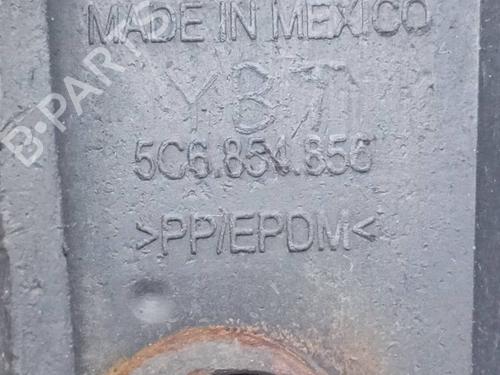 MADE IN MEXICO
YB7
5C6.854.856
>PP/EPDM<
B-PARTS